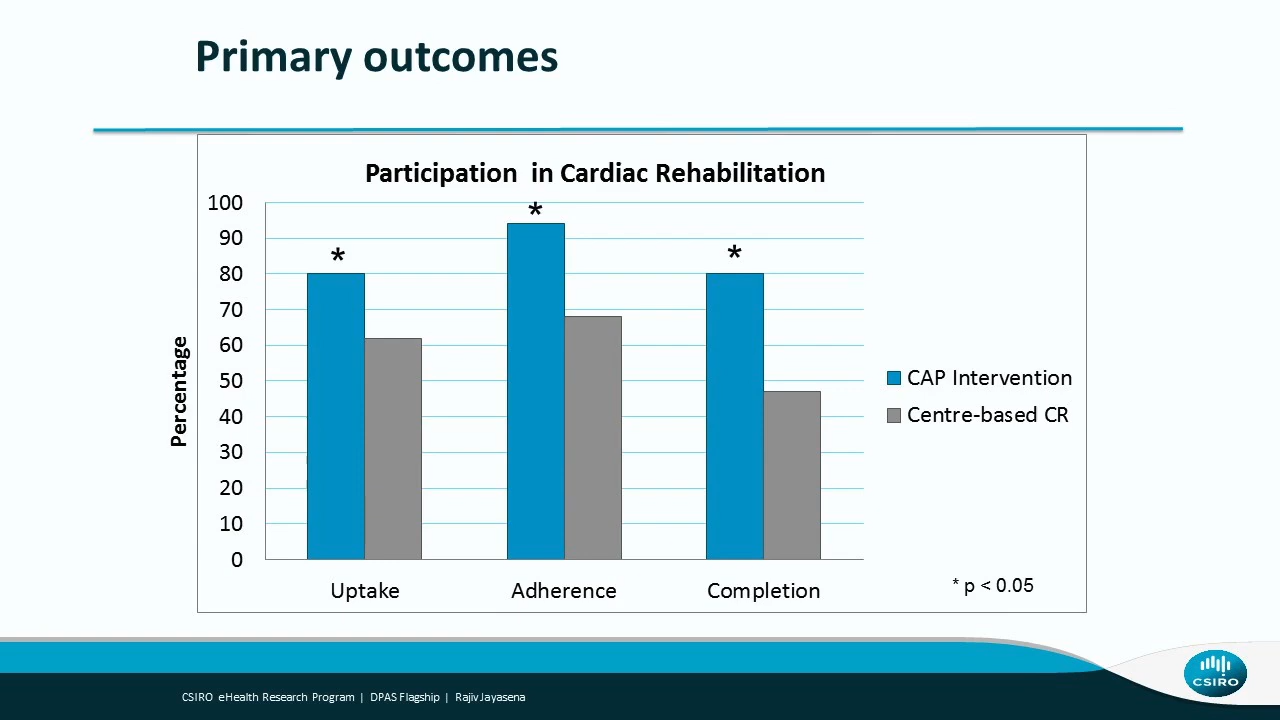 Primary outcomes
Participation  in Cardiac Rehabilitation
100
90
80
70
60
50
40
30
20
10
0
Percentage
*
*
*
Uptake
Adherence
Completion
CAP Intervention
Centre-based CR
* p < 0.05
CSIRO eHealth Research Program | DPAS Flagship | Rajiv Jayasena
CSIRO